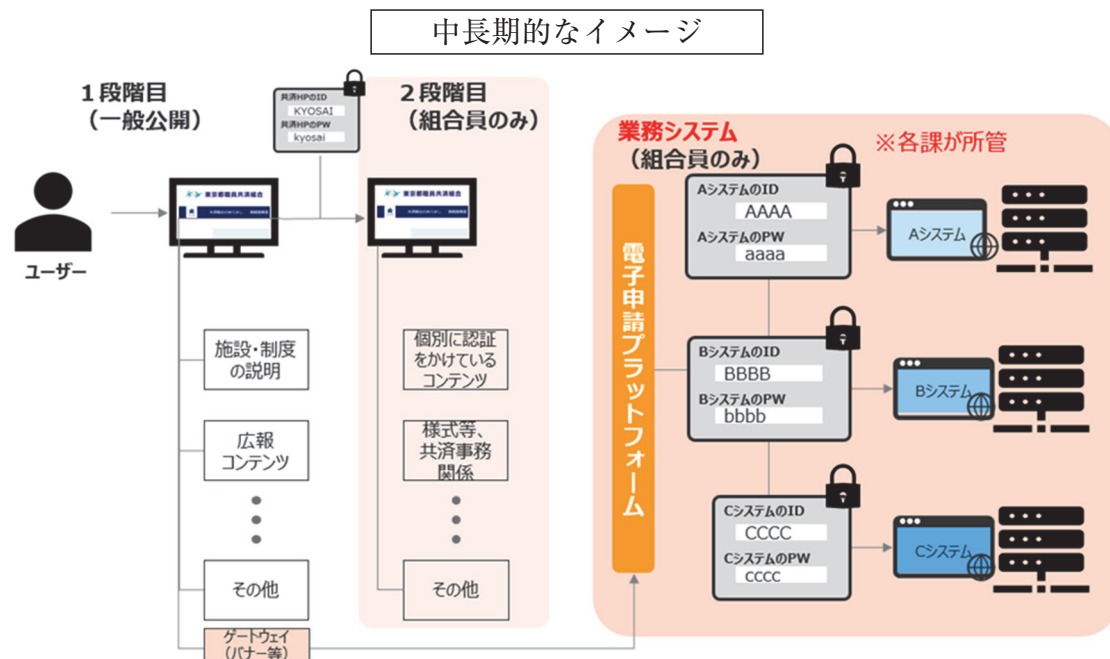 中長期的なイメージ
1段階目
(一般公開)
共済HPのID
KYOSAI
共済HPのPW
kyosai
2段階目
(組合員のみ)
業務システム
(組合員のみ)
※各課が所管
ユーザー
東京都職員共済組合
東京都職員共済組合
施設・制度
の説明
広報
コンテンツ
その他
ゲートウェイ
(バナー等)
個別に認証
をかけている
コンテンツ
様式等、
共済事務
関係
その他
電子申請プラットフォーム
AシステムのID
AAAA
AシステムのPW
aaaa
Aシステム
BシステムのID
BBBB
BシステムのPW
bbbb
Bシステム
CシステムのID
CCCC
CシステムのPW
cccc
Cシステム